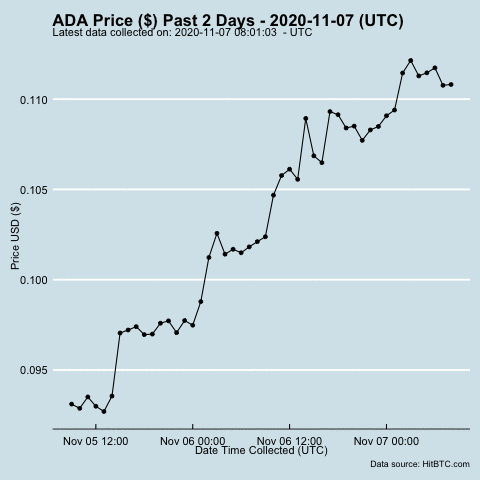 ADA Price ($) Past 2 Days - 2020-11-07 (UTC)
Latest data collected on: 2020-11-07 08:01:03 - UTC
0.110
0.105
0.100
0.095
Price USD ($)
Nov 05 12:00 Nov 06 00:00 Nov 06 12:00 Nov 07 00:00
Date Time Collected (UTC)
Data source: HitBTC.com